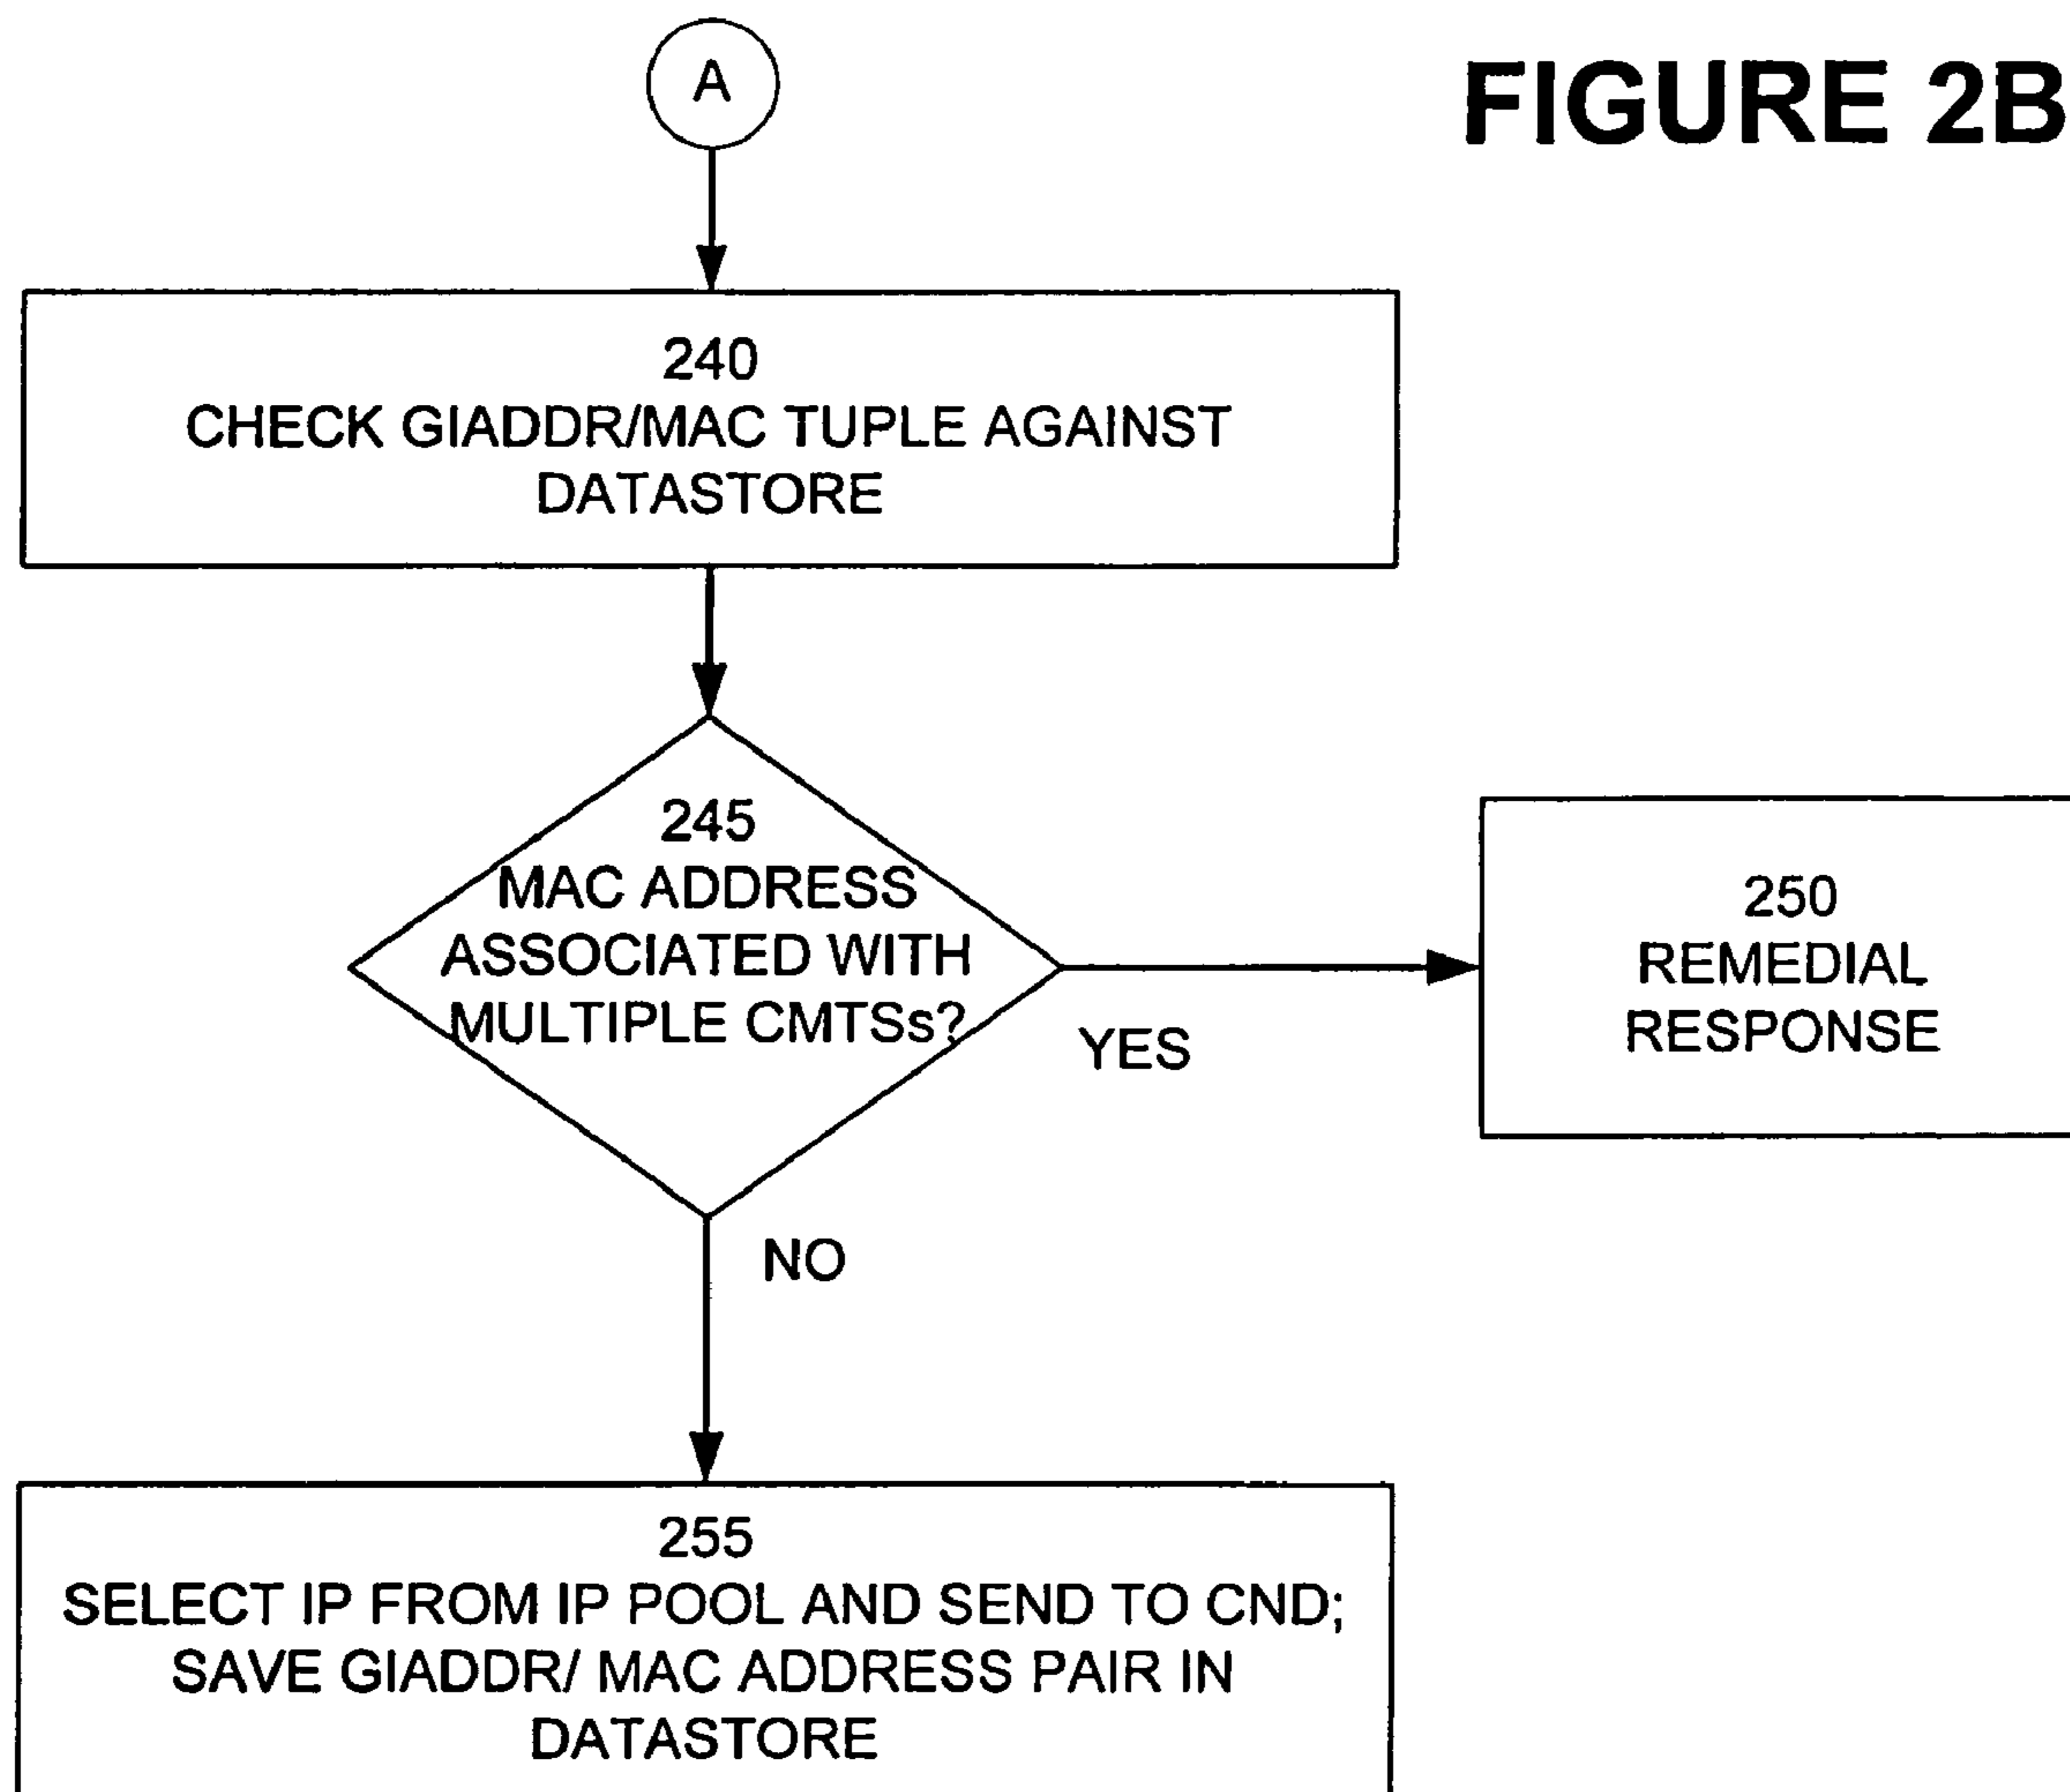 A
FIGURE 2B
240
CHECK GIADDR/MAC TUPLE AGAINST
DATASTORE
245
MAC ADDRESS
ASSOCIATED WITH
MULTIPLE CMTSs?
YES
250
REMEDIAL
RESPONSE
NO
255
SELECT IP FROM IP POOL AND SEND TO CND;
SAVE GIADDR/ MAC ADDRESS PAIR IN
DATASTORE